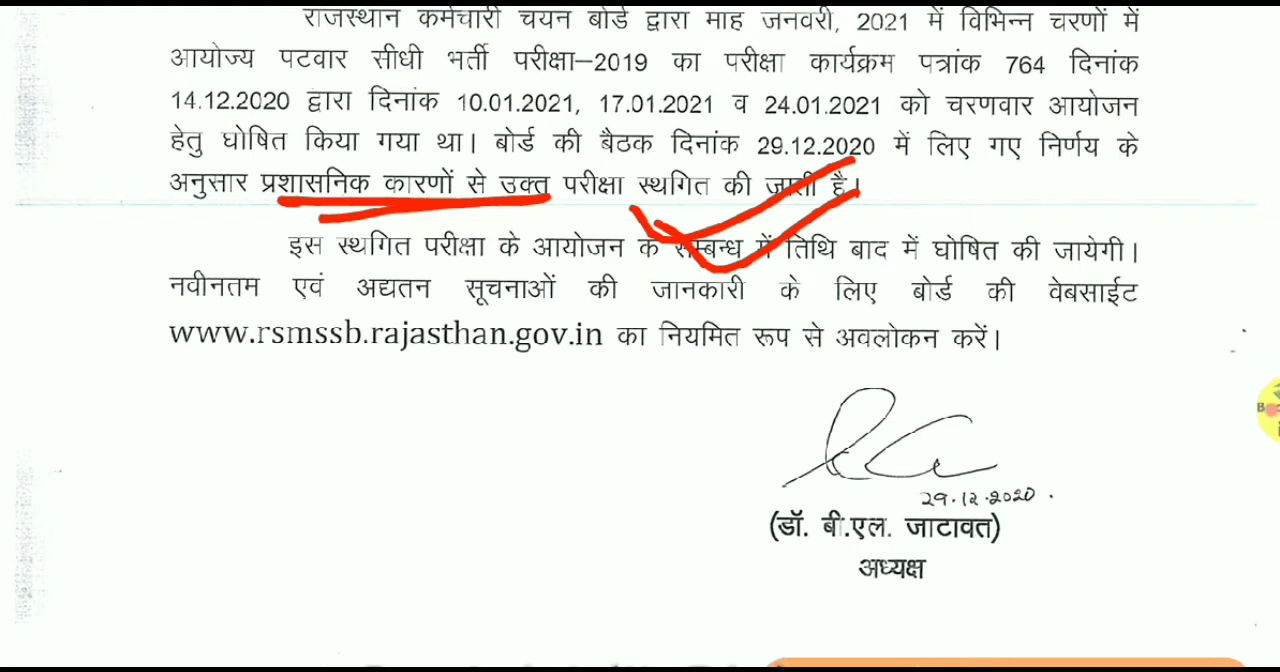 राजस्थान कर्मचारी चयन बोर्ड द्वारा माह जनवरी, 2021 में विभिन्न चरणों में
आयोज्य पटवार सीधी भर्ती परीक्षा–2019 का परीक्षा कार्यक्रम पत्रांक 764 दिनांक
14.12.2020 द्वारा दिनांक 10.01.2021, 17.01.2021 व 24.01.2021 को चरणवार आयोजन
हेतु घोषित किया गया था। बोर्ड की बैठक दिनांक 29.12.2020 में लिए गए निर्णय के
अनुसार प्रशासनिक कारणों से उक्त परीक्षा स्थगित की जाती है।
इस स्थगित परीक्षा के आयोजन के सम्बन्ध में तिथि बाद में घोषित की जायेगी।
नवीनतम एवं अद्यतन सूचनाओं की जानकारी के लिए बोर्ड की वेबसाईट
www.rsmssb.rajasthan.gov.in का नियमित रूप से अवलोकन करें।
29.12.2020.
(डॉ. बी.एल. जाटावत)
अध्यक्ष